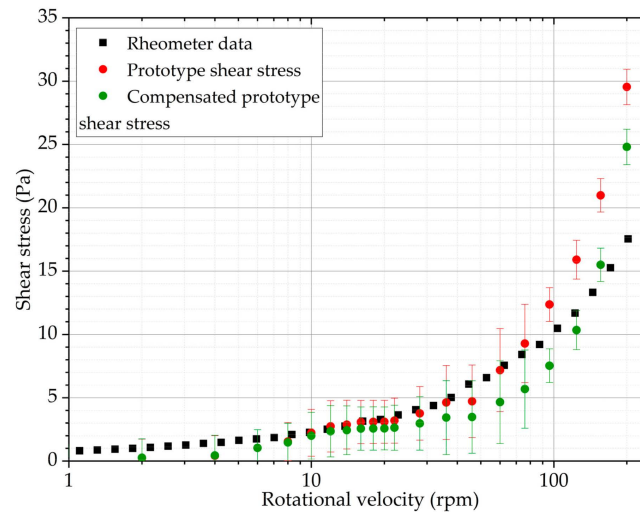 35
30
25
20
15
10
5
0
Shear stress (Pa)
Rheometer data
Prototype shear stress
Compensated prototype
shear stress
1
10
100
Rotational velocity (rpm)